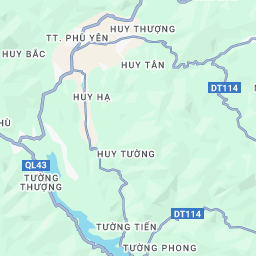 HUY THƯỢNG
TT. PHÙ YÊN
HUY BẮC
HUY TÂN
DT114
HUY HẠ
HÙ
HUY TƯỜNG
QL43
TƯỜNG
THƯỢNG
DT114
TƯỜNG TIẾN
TƯỜNG PHONG